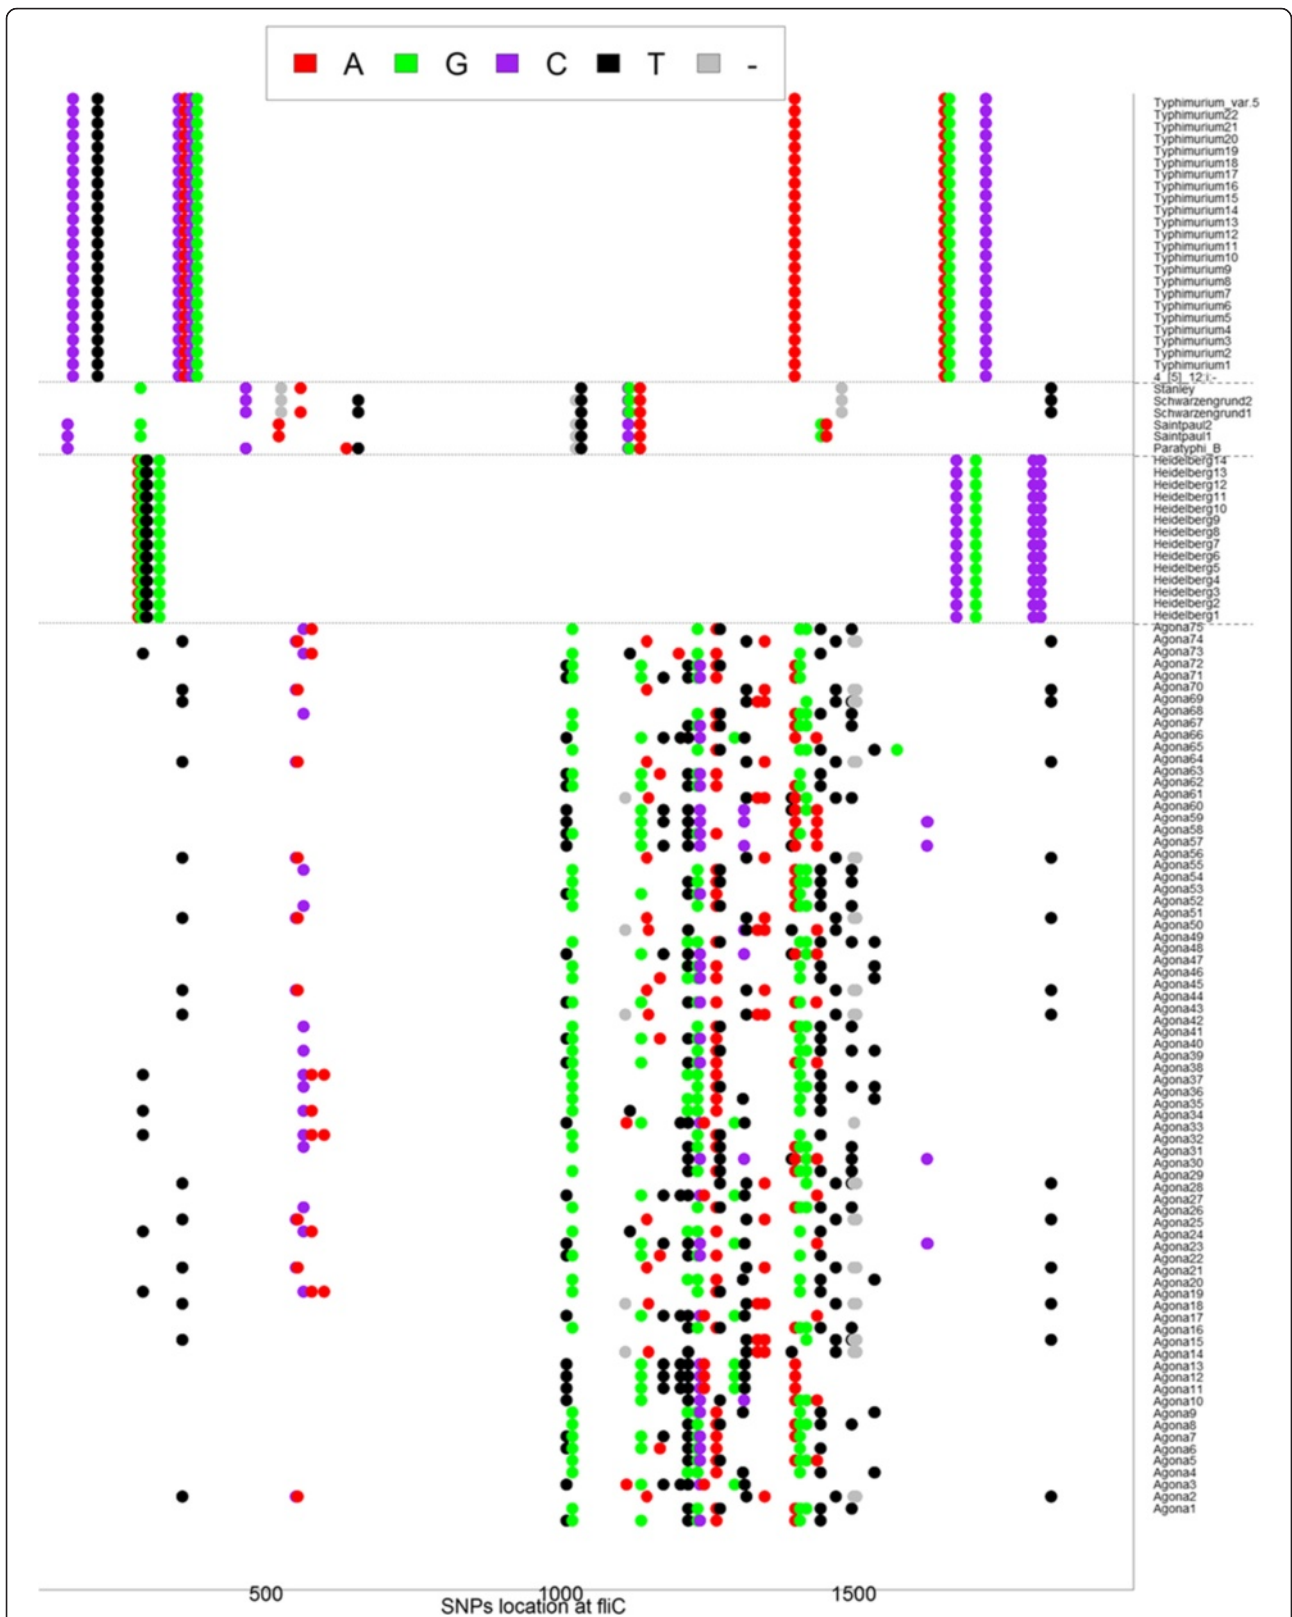 A G C T -
Typhimurium_var.5
Typhimurium22
Typhimurium21
Typhimurium20
Typhimurium19
Typhimurium18
Typhimurium17
Typhimurium16
Typhimurium15
Typhimurium14
Typhimurium13
Typhimurium12
Typhimurium11
Typhimurium10
Typhimurium9
Typhimurium8
Typhimurium7
Typhimurium6
Typhimurium5
Typhimurium4
Typhimurium3
Typhimurium2
Typhimurium1
4_[5]_12:i:-
Stanley
Schwarzengrund2
Schwarzengrund1
Saintpaul2
Saintpaul1
Paratyphi_B
Heidelberg14
Heidelberg13
Heidelberg12
Heidelberg11
Heidelberg10
Heidelberg9
Heidelberg8
Heidelberg7
Heidelberg6
Heidelberg5
Heidelberg4
Heidelberg3
Heidelberg2
Heidelberg1
Agona75
Agona74
Agona73
Agona72
Agona71
Agona70
Agona69
Agona68
Agona67
Agona66
Agona65
Agona64
Agona63
Agona62
Agona61
Agona60
Agona59
Agona58
Agona57
Agona56
Agona55
Agona54
Agona53
Agona52
Agona51
Agona50
Agona49
Agona48
Agona47
Agona46
Agona45
Agona44
Agona43
Agona42
Agona41
Agona40
Agona39
Agona38
Agona37
Agona36
Agona35
Agona34
Agona33
Agona32
Agona31
Agona30
Agona29
Agona28
Agona27
Agona26
Agona25
Agona24
Agona23
Agona22
Agona21
Agona20
Agona19
Agona18
Agona17
Agona16
Agona15
Agona14
Agona13
Agona12
Agona11
Agona10
Agona9
Agona8
Agona7
Agona6
Agona5
Agona4
Agona3
Agona2
Agona1
500 1000 1500
SNPs location at fliC